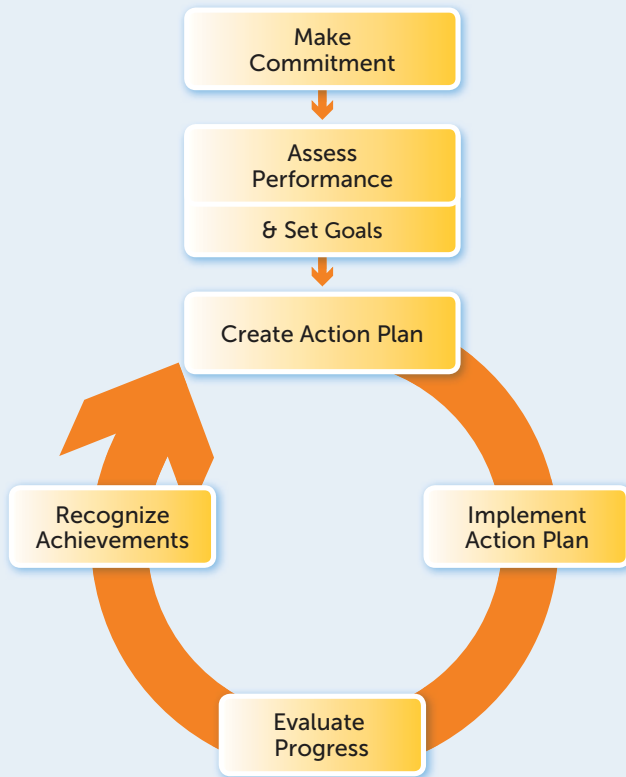 Make
Commitment
Assess
Performance
& Set Goals
Create Action Plan
Implement
Action Plan
Evaluate
Progress
Recognize
Achievements